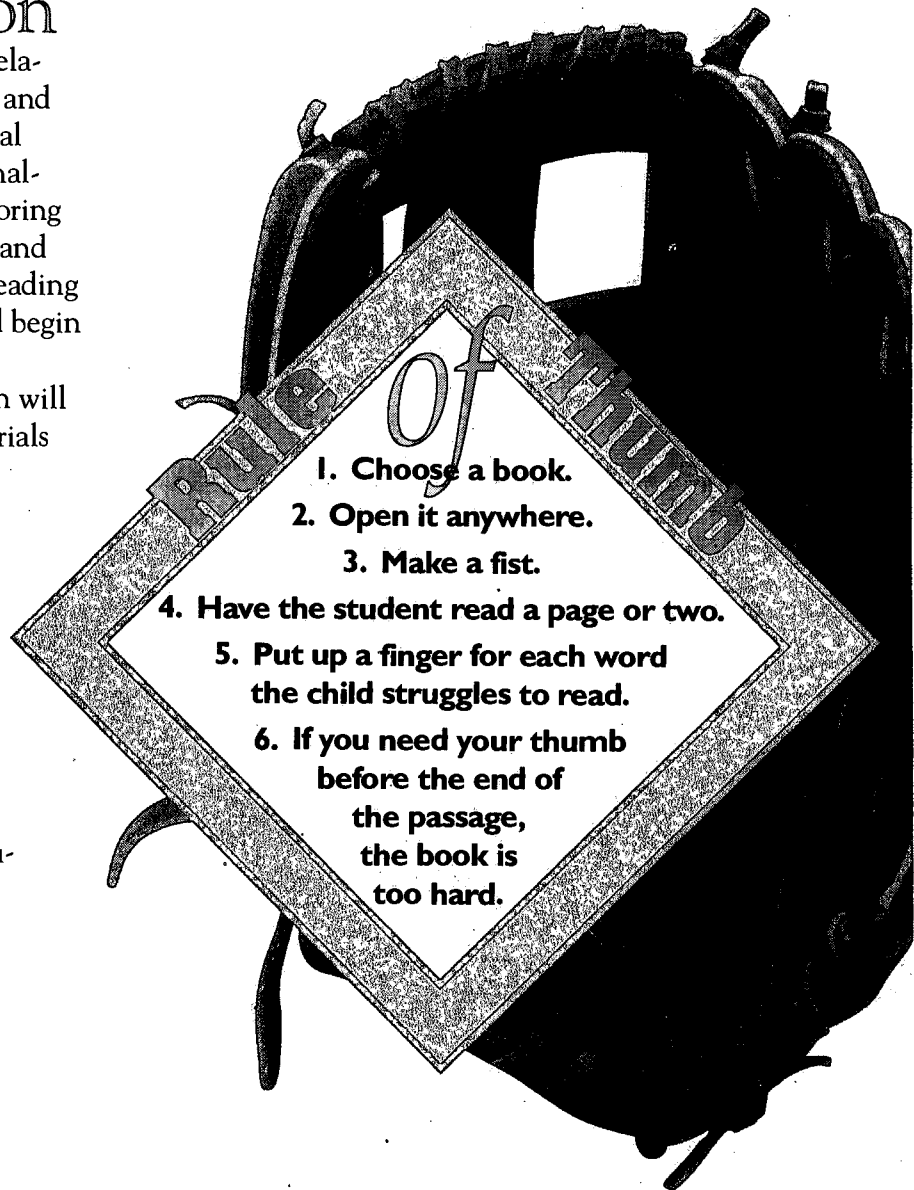 on
ela-
and
al
nal-
oring
and
eading
l begin
n will
rials
Rule of Thumb
1. Choose a book.
2. Open it anywhere.
3. Make a fist.
4. Have the student read a page or two.
5. Put up a finger for each word
the child struggles to read.
6. If you need your thumb
before the end of
the passage,
the book is
too hard.